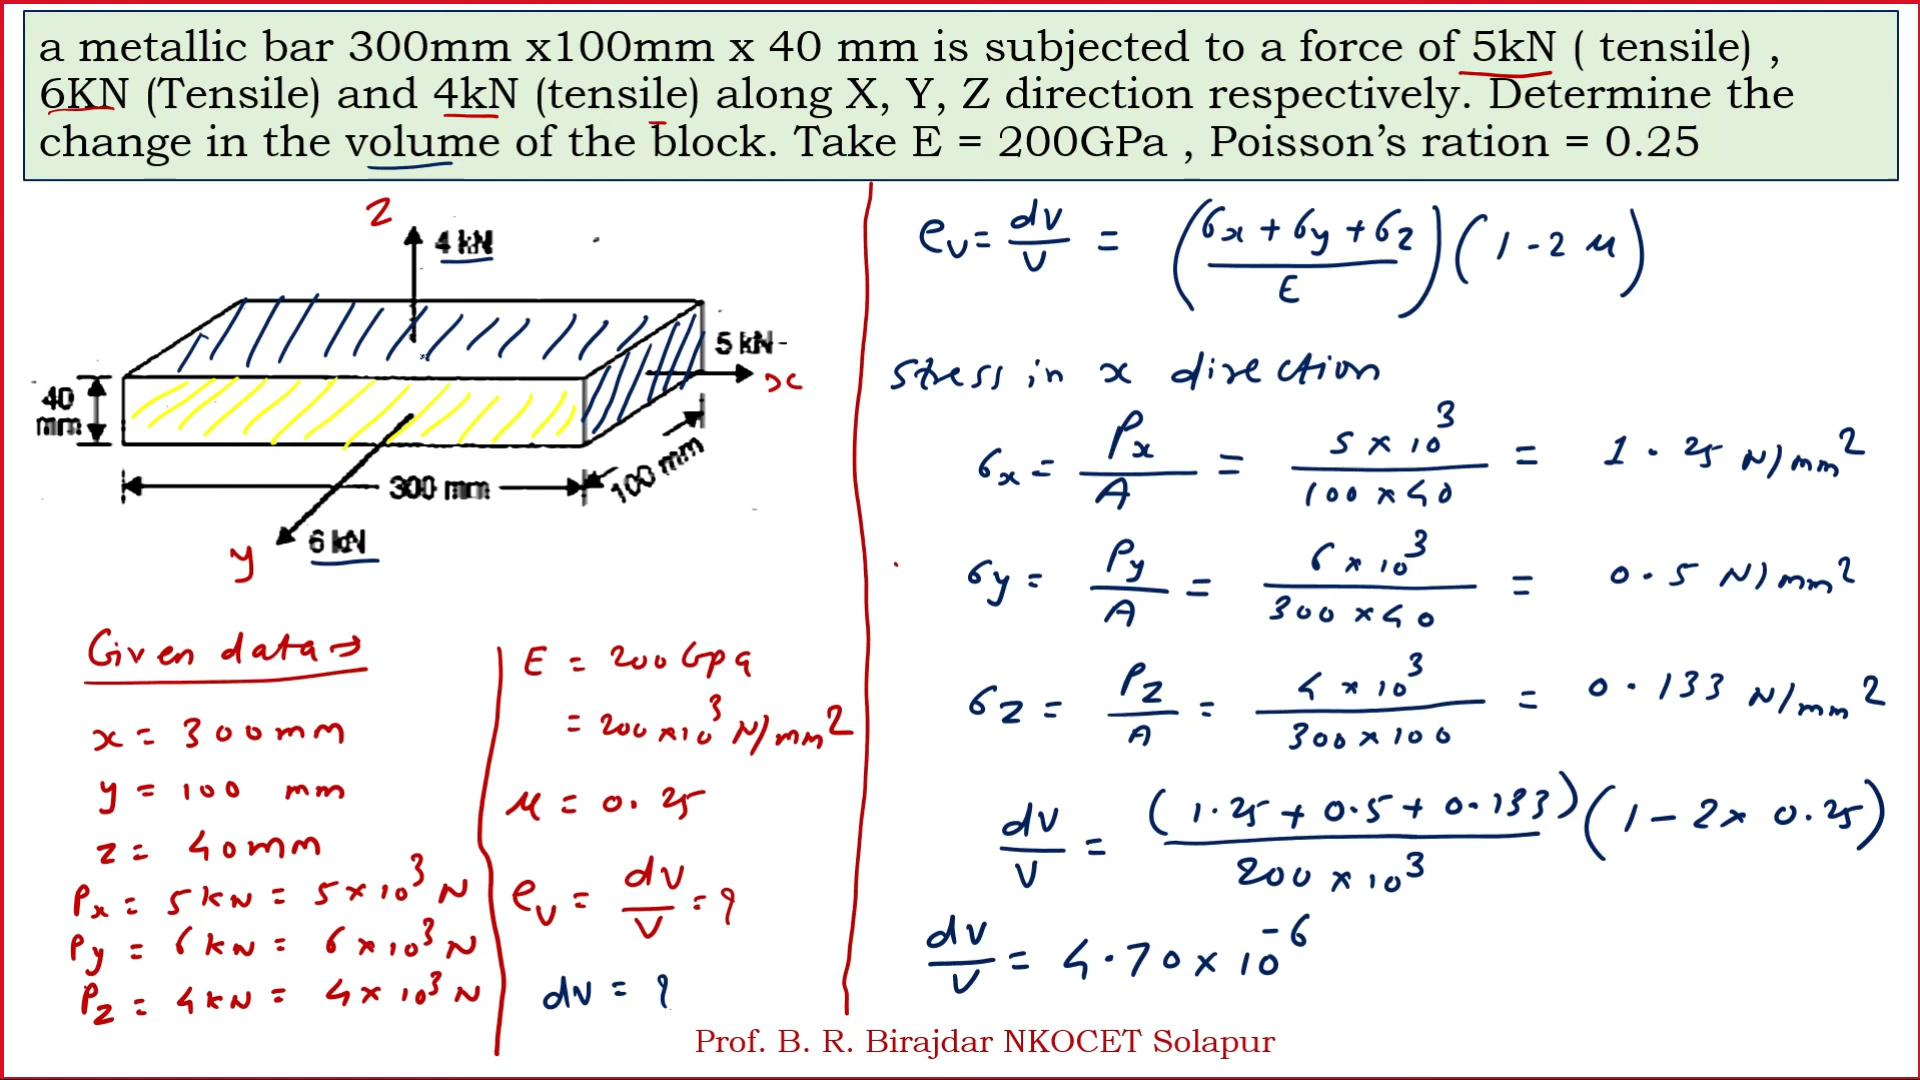 a metallic bar 300mm x100mm x 40 mm is subjected to a force of 5kN ( tensile) ,
6KN (Tensile) and 4kN (tensile) along X, Y, Z direction respectively. Determine the
change in the volume of the block. Take E = 200GPa , Poisson's ration = 0.25
z
4 kN
5 kN
x
40
mm
300 mm
100 mm
6 kN
y
Given data →
x = 300mm
y = 100 mm
z = 40mm
Px = 5kN = 5×10³ N
Py = 6kN = 6×10³ N
Pz = 4kN = 4×10³ N
E = 200Gpa
= 200×10³ N/mm²
μ = 0.25
ev = dv/v = ?
dv = ?
ev = dv/v = ((σx + σy + σz)/E) (1-2μ)
stress in x direction
σx = Px/A = 5×10³/100×40 = 1.25 N/mm²
σy = Py/A = 6×10³/300×40 = 0.5 N/mm²
σz = Pz/A = 4×10³/300×100 = 0.133 N/mm²
dv/v = (1.25 + 0.5 + 0.133)/200×10³ (1-2× 0.25)
dv/v = 4.70×10⁻⁶
Prof. B. R. Birajdar NKOCET Solapur